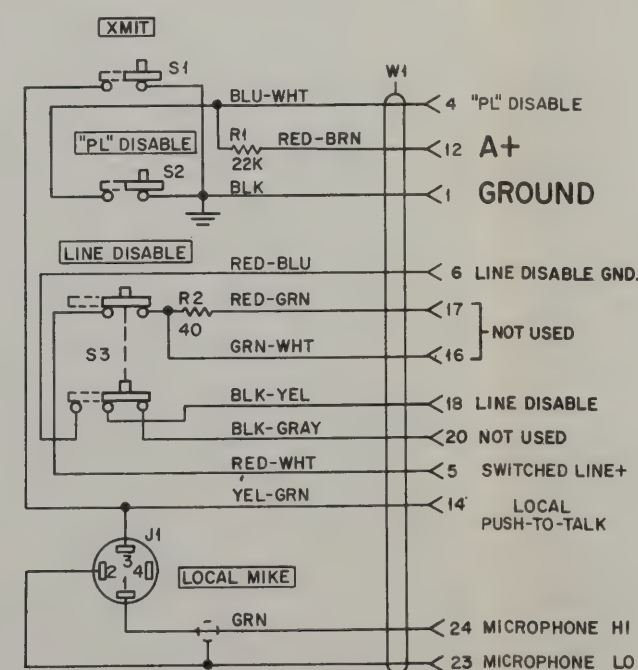 XMIT
S1
W1
BLU-WHT
4 "PL" DISABLE
R1
22K
RED-BRN
12 A+
"PL" DISABLE
S2
BLK
1 GROUND
LINE DISABLE
RED-BLU
6 LINE DISABLE GND.
R2
40
RED-GRN
17
NOT USED
S3
GRN-WHT
16
BLK-YEL
18 LINE DISABLE
BLK-GRAY
20 NOT USED
RED-WHT
5 SWITCHED LINE+
YEL-GRN
14 LOCAL
PUSH-TO-TALK
J1
3
2 4
1
LOCAL MIKE
GRN
24 MICROPHONE HI
23 MICROPHONE LO